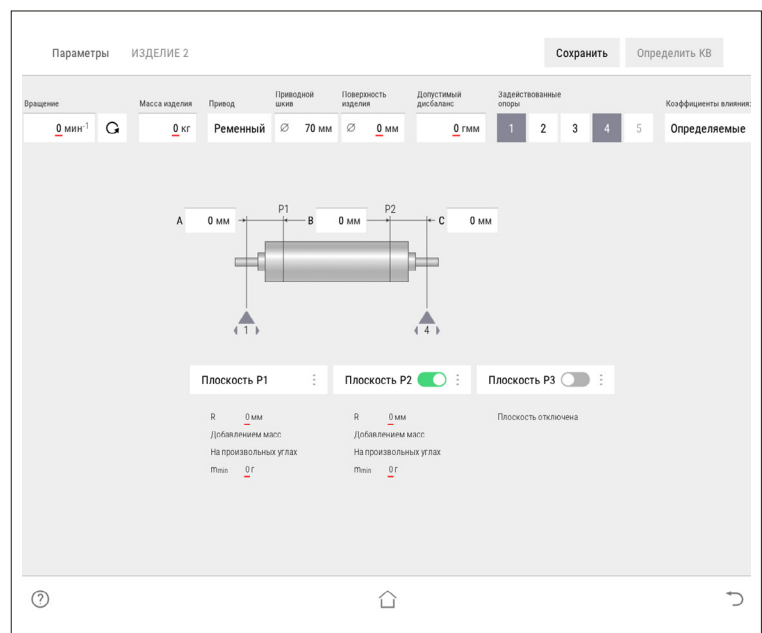 Параметры ИЗДЕЛИЕ 2 Сохранить Определить КВ
Вращение Масса изделия Привод Приводной шкив Поверхность изделия Допустимый дисбаланс Задействованные опоры Коэффициенты влияния:
0 мин-1 0 кг Ременный Ø 70 мм Ø 0 мм 0 гмм 1 2 3 4 5 Определяемые
P1 P2
A 0 мм B 0 мм C 0 мм
1 4
Плоскость P1 Плоскость P2 Плоскость P3
R 0 мм R 0 мм Плоскость отключена
Добавлением масс Добавлением масс
На произвольных углах На произвольных углах
mmin 0 г mmin 0 г
?